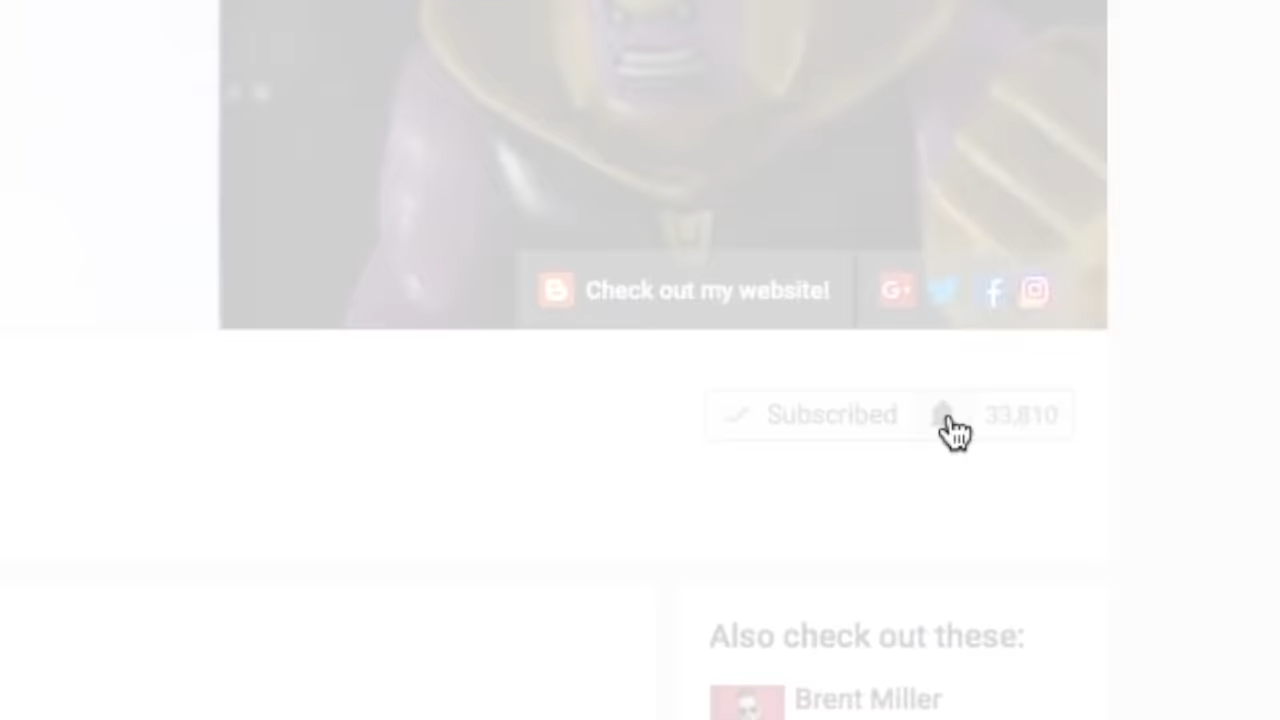 Check out my website! G+
Subscribed 33,810
Also check out these:
Brent Miller